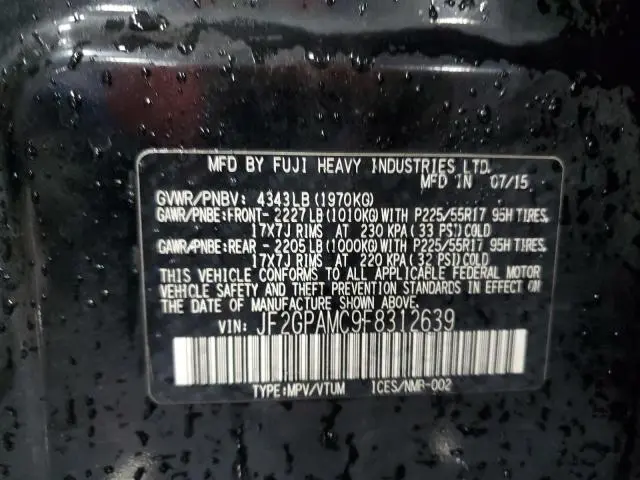 MFD BY FUJI HEAVY INDUSTRIES LTD.
MFD IN 07/15
GVWR/PNBV: 4343LB(1970KG)
GAWR/PNBE:FRONT- 2227LB(1010KG)WITH P225/55R17 95H TIRES,
17X7J RIMS AT 230 KPA(33 PSI)COLD
GAWR/PNBE:REAR - 2205LB(1000KG)WITH P225/55R17 95H TIRES,
17X7J RIMS AT 220 KPA(32 PSI)COLD
THIS VEHICLE CONFORMS TO ALL APPLICABLE FEDERAL MOTOR
VEHICLE SAFETY AND THEFT PREVENTION STANDARDS IN EFFECT ON
THE DATE OF MANUFACTURE SHOWN ABOVE.
VIN: JF2GPAMC9F8312639
TYPE:MPV/VTUM ICES/NMB-002